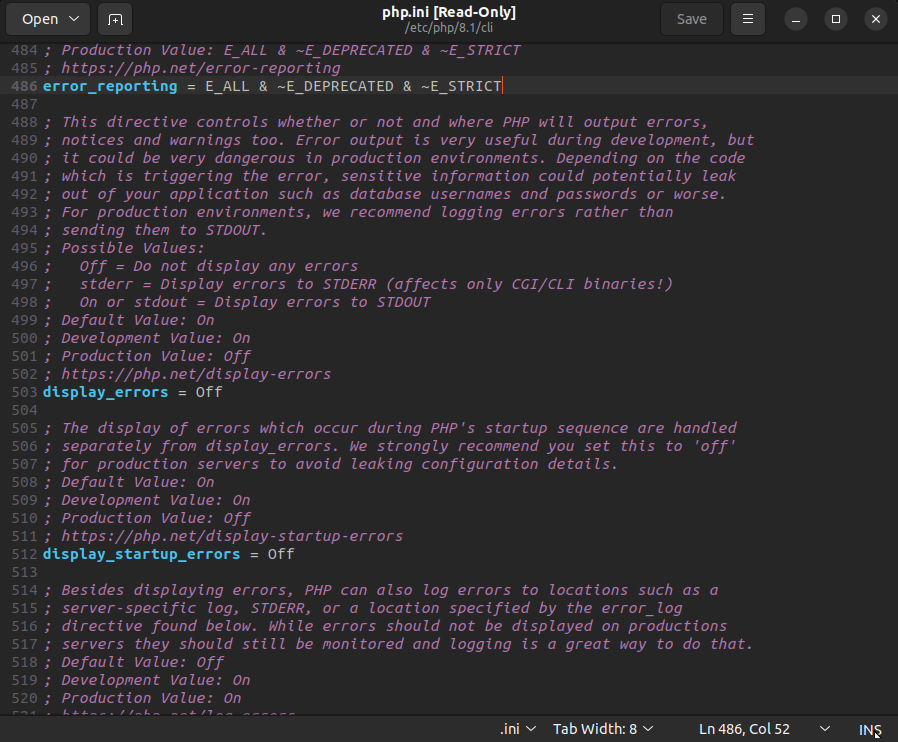 Open
php.ini [Read-Only]
/etc/php/8.1/cli
Save
484 ; Production Value: E_ALL & ~E_DEPRECATED & ~E_STRICT
485 ; https://php.net/error-reporting
486 error_reporting = E_ALL & ~E_DEPRECATED & ~E_STRICT
487
488 ; This directive controls whether or not and where PHP will output errors,
489 ; notices and warnings too. Error output is very useful during development, but
490 ; it could be very dangerous in production environments. Depending on the code
491 ; which is triggering the error, sensitive information could potentially leak
492 ; out of your application such as database usernames and passwords or worse.
493 ; For production environments, we recommend logging errors rather than
494 ; sending them to STDOUT.
495 ; Possible Values:
496 ;   Off = Do not display any errors
497 ;   stderr = Display errors to STDERR (affects only CGI/CLI binaries!)
498 ;   On or stdout = Display errors to STDOUT
499 ; Default Value: On
500 ; Development Value: On
501 ; Production Value: Off
502 ; https://php.net/display-errors
503 display_errors = Off
504
505 ; The display of errors which occur during PHP's startup sequence are handled
506 ; separately from display_errors. We strongly recommend you set this to 'off'
507 ; for production servers to avoid leaking configuration details.
508 ; Default Value: On
509 ; Development Value: On
510 ; Production Value: Off
511 ; https://php.net/display-startup-errors
512 display_startup_errors = Off
513
514 ; Besides displaying errors, PHP can also log errors to locations such as a
515 ; server-specific log, STDERR, or a location specified by the error_log
516 ; directive found below. While errors should not be displayed on productions
517 ; servers they should still be monitored and logging is a great way to do that.
518 ; Default Value: Off
519 ; Development Value: On
520 ; Production Value: On
521 ; https://php.net/log-errors
.ini
Tab Width: 8
Ln 486, Col 52
INS